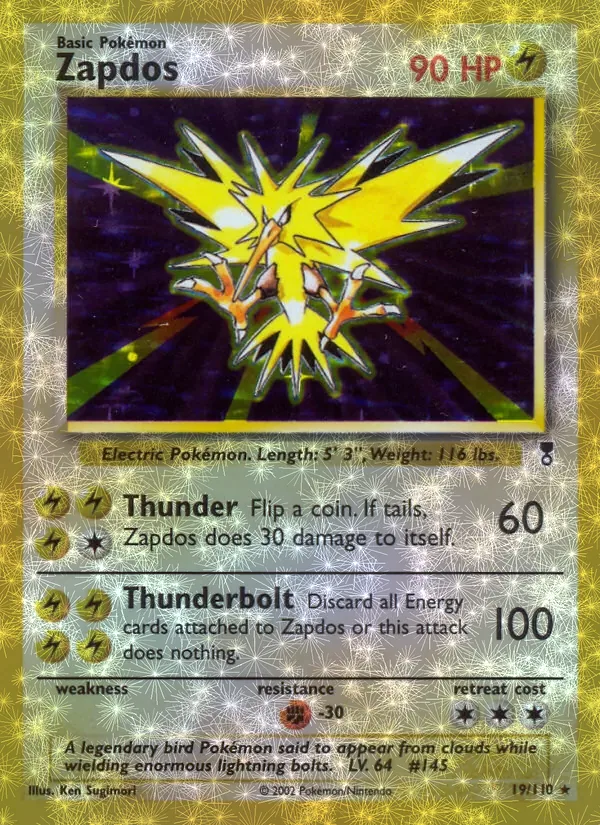 Basic Pokémon
Zapdos 90 HP
Electric Pokémon. Length: 5' 3", Weight: 116 lbs.
Thunder Flip a coin. If tails,
Zapdos does 30 damage to itself. 60
Thunderbolt Discard all Energy
cards attached to Zapdos or this attack
does nothing. 100
weakness resistance retreat cost
-30
A legendary bird Pokémon said to appear from clouds while
wielding enormous lightning bolts. LV. 64 #145
Illus. Ken Sugimori © 2002 Pokemon/Nintendo 19/110 ★